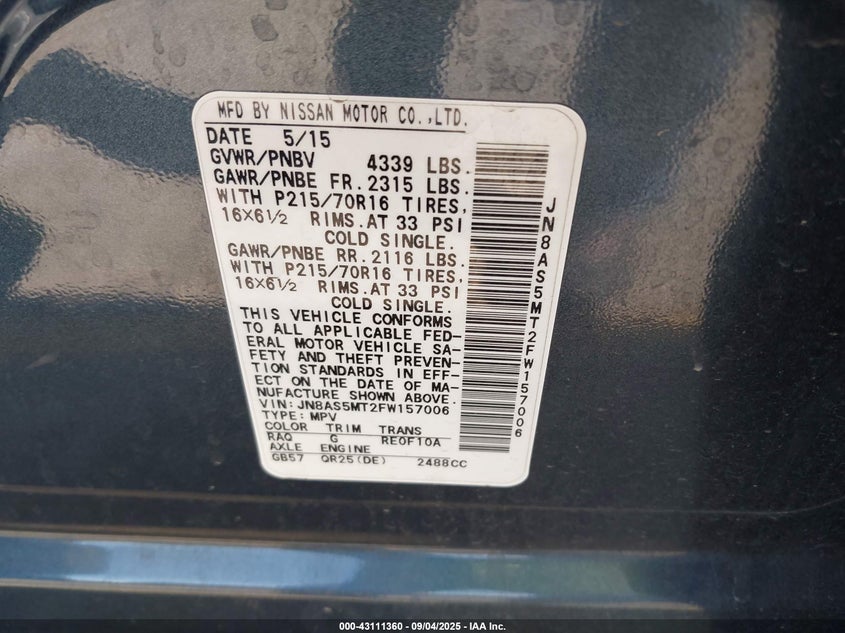 MFD BY NISSAN MOTOR CO.,LTD.
DATE 5/15
GVWR/PNBV 4339 LBS.
GAWR/PNBE FR. 2315 LBS.
WITH P215/70R16 TIRES,
16X6½ RIMS. AT 33 PSI
COLD SINGLE.
GAWR/PNBE RR. 2116 LBS.
WITH P215/70R16 TIRES,
16X6½ RIMS. AT 33 PSI
COLD SINGLE.
THIS VEHICLE CONFORMS
TO ALL APPLICABLE FED-
ERAL MOTOR VEHICLE SA-
FETY AND THEFT PREVEN-
TION STANDARDS IN EFF-
ECT ON THE DATE OF MA-
NUFACTURE SHOWN ABOVE.
VIN: JN8AS5MT2FW157006
TYPE: MPV
COLOR TRIM TRANS
RAQ G RE0F10A
AXLE ENGINE
GB57 QR25(DE) 2488CC
JN8AS5MT2FW157006
000-43111360 - 09/04/2025 - IAA Inc.